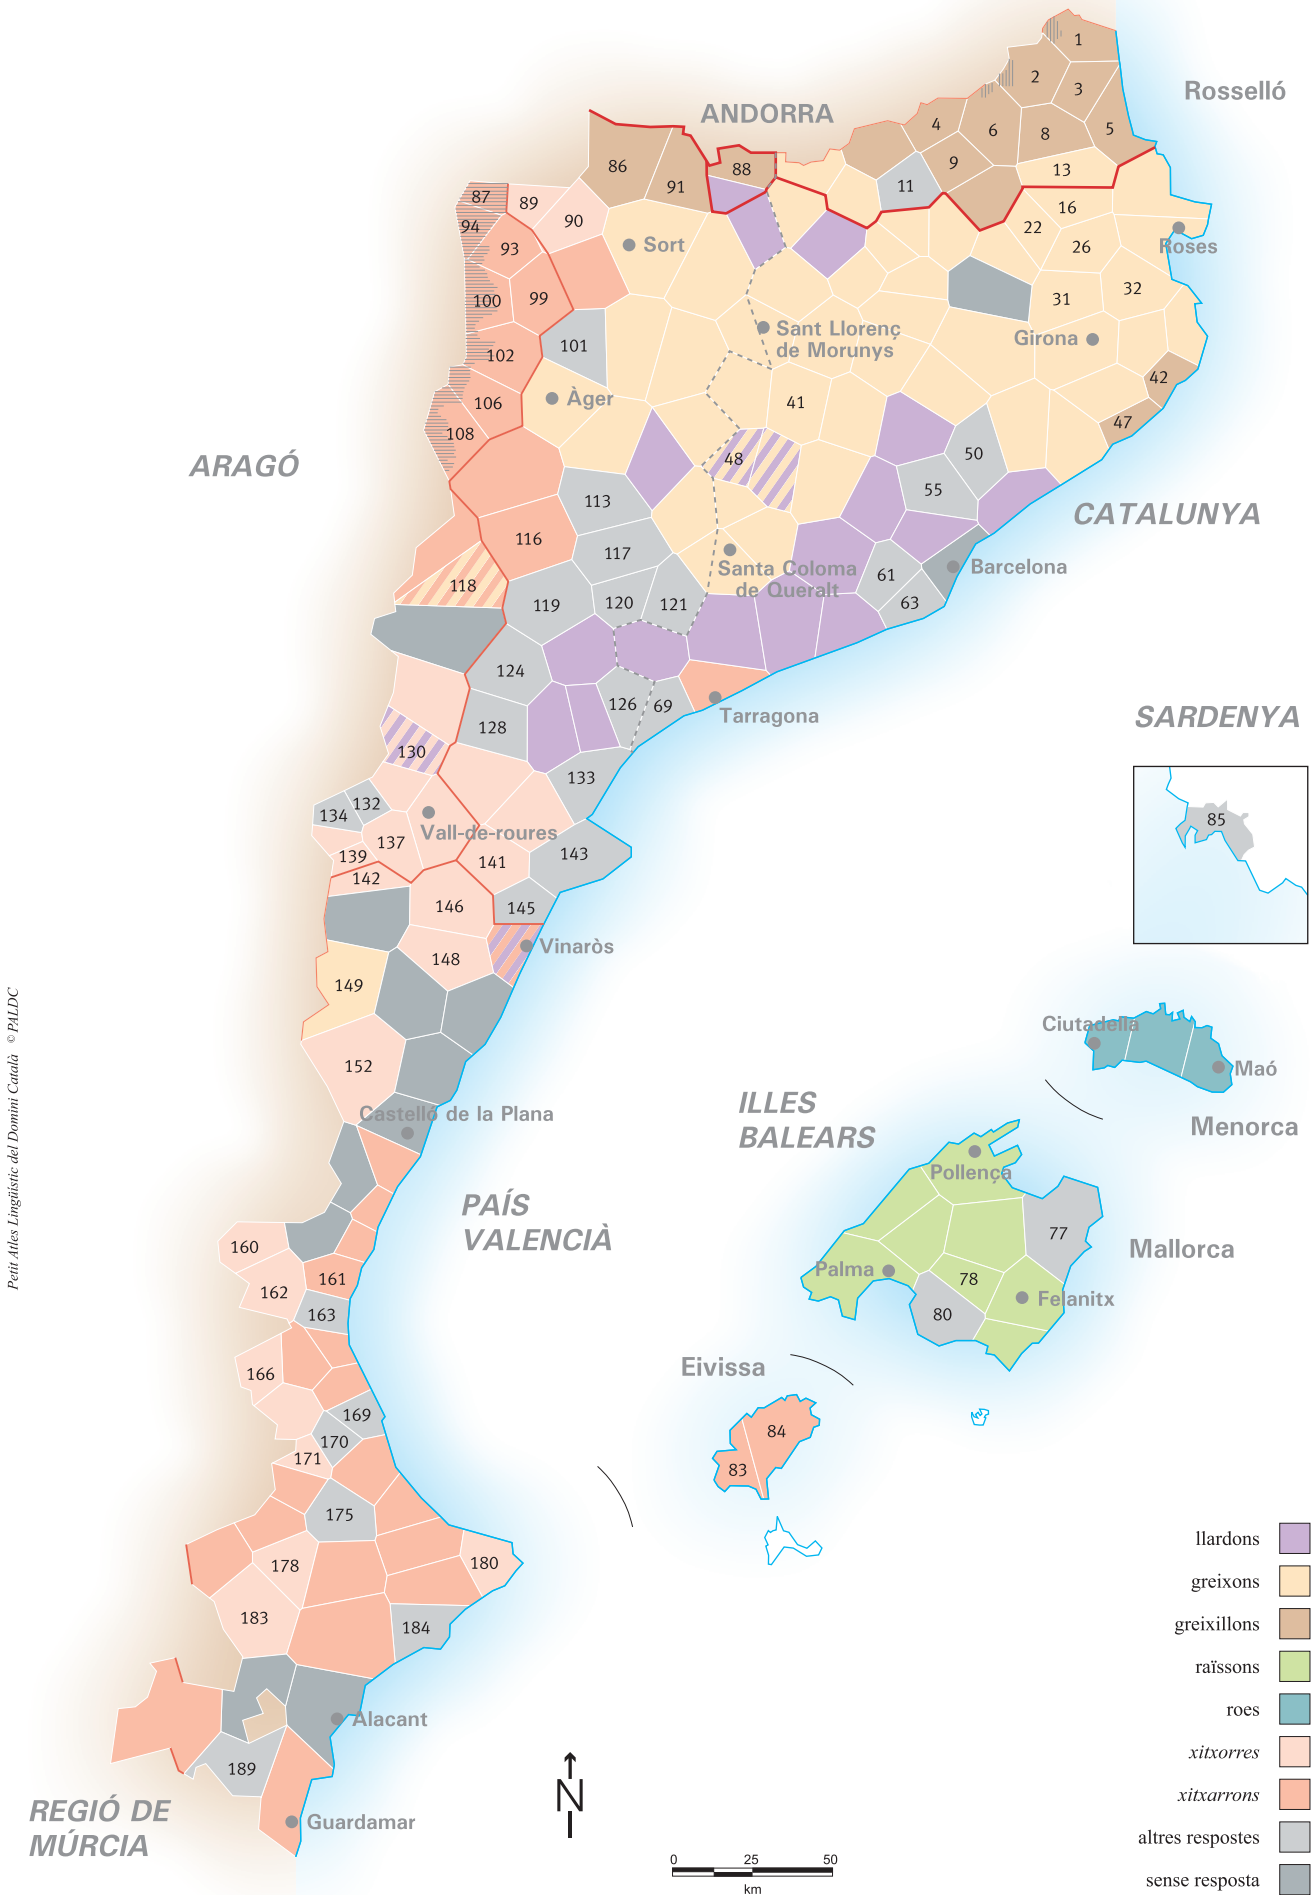 1
2
Rosselló
3
ANDORRA
4
6
8
5
9
13
86
91
88
11
87
89
90
94
93
16
22
26
Roses
Sort
100
99
32
31
Sant Llorenç
de Morunys
Girona
101
102
Àger
106
41
42
47
108
ARAGÓ
48
50
55
113
CATALUNYA
116
117
118
Santa Coloma
de Queralt
61
Barcelona
119
120
121
63
124
126
69
Tarragona
128
130
SARDENYA
133
85
134
132
Vall-de-roures
137
139
141
143
142
146
145
Vinaròs
148
149
Ciutadella
Maó
152
Castelló de la Plana
ILLES
BALEARS
Menorca
Pollença
PAÍS
VALENCIÀ
77
Mallorca
160
161
Palma
78
Felanitx
162
163
80
Eivissa
166
169
84
170
171
83
175
178
180
183
184
Alacant
189
REGIÓ DE
MÚRCIA
Guardamar
N
0 25 50
km
llardons
greixons
greixillons
raïssons
roes
xitxorres
xitxarrons
altres respostes
sense resposta
Petit Atles Lingüístic del Domini Català © PALDC